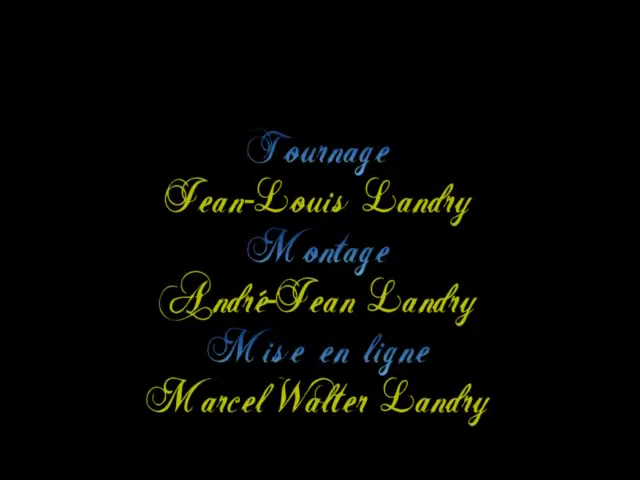 Tournage
Jean-Louis Landry
Montage
André-Jean Landry
Mise en ligne
Marcel Walter Landry